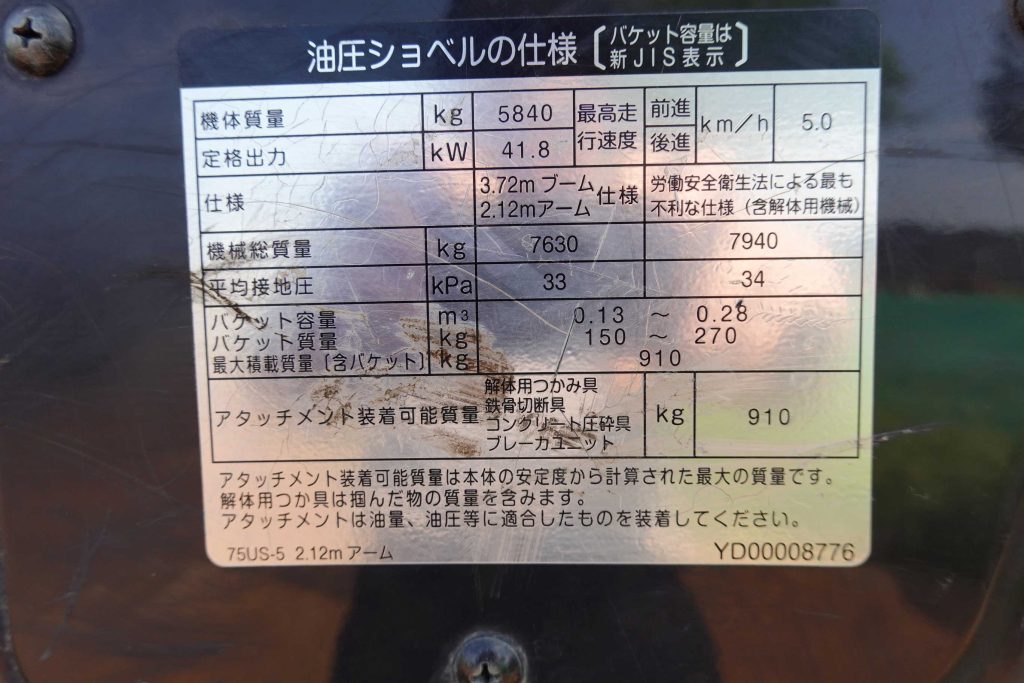 油圧ショベルの仕様〔バケット容量は新JIS表示〕
機体質量 kg 5840 最高走行速度 前進 後進 km/h 5.0
定格出力 kW 41.8
仕様 3.72m ブーム 2.12mアーム 仕様 労働安全衛生法による最も不利な仕様(含解体用機械)
機械総質量 kg 7630 7940
平均接地圧 kPa 33 34
バケット容量 m³ 0.13 ～ 0.28
バケット質量 kg 150 ～ 270
最大積載質量〔含バケット〕 kg 910
アタッチメント装着可能質量 解体用つかみ具 鉄骨切断具 コンクリート圧砕具 ブレーカユニット kg 910
アタッチメント装着可能質量は本体の安定度から計算された最大の質量です。
解体用つか具は掴んだ物の質量を含みます。
アタッチメントは油量、油圧等に適合したものを装着してください。
75US-5 2.12mアーム YD00008776